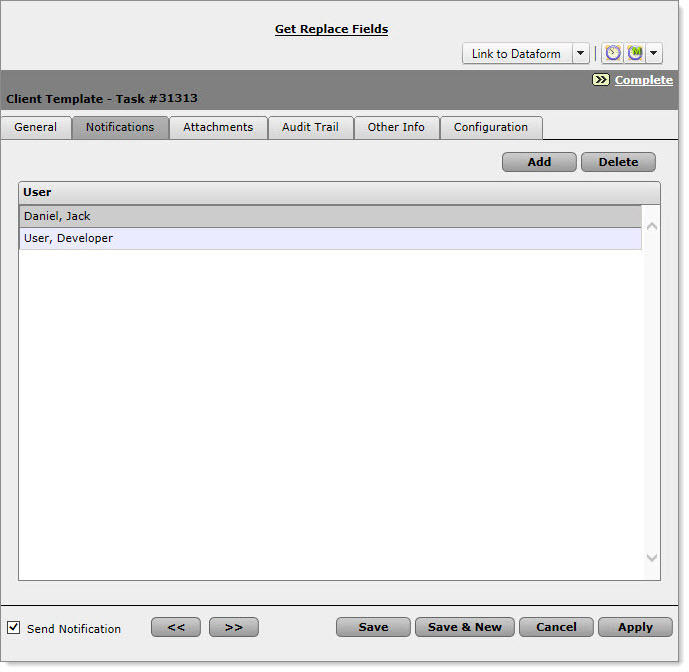 Get Replace Fields
Link to Dataform
Complete
Client Template - Task #31313
General Notifications Attachments Audit Trail Other Info Configuration
Add Delete
User
Daniel, Jack
User, Developer
Send Notification << >> Save Save & New Cancel Apply